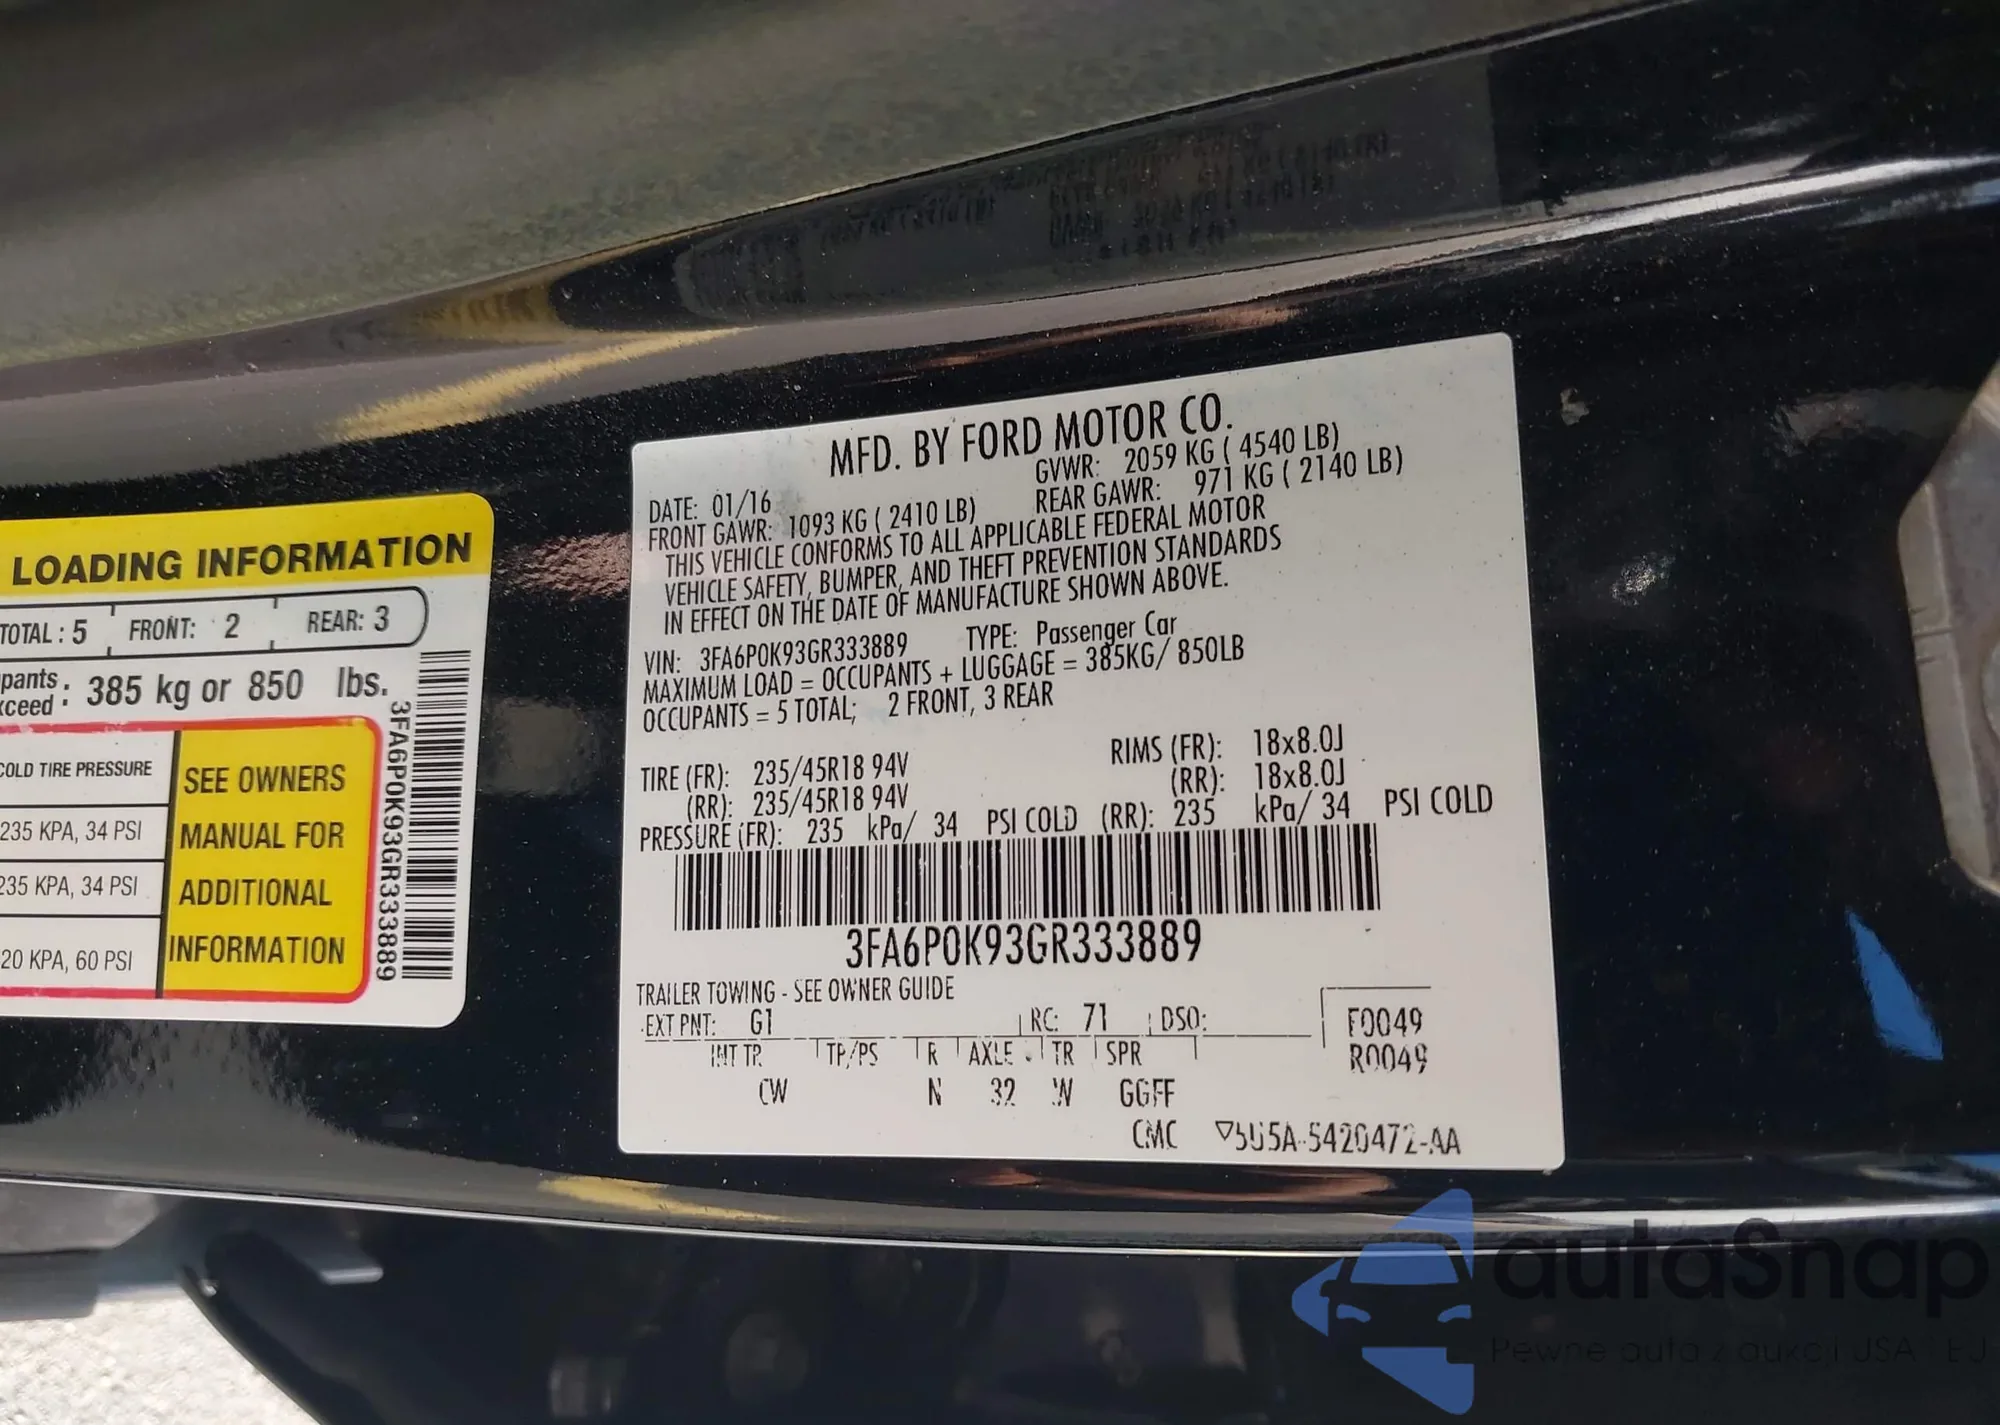 LOADING INFORMATION
TOTAL : 5 FRONT: 2 REAR: 3
385 kg or 850 lbs.
COLD TIRE PRESSURE
235 KPA, 34 PSI
235 KPA, 34 PSI
20 KPA, 60 PSI
SEE OWNERS
MANUAL FOR
ADDITIONAL
INFORMATION
3FA6P0K93GR333889
MFD. BY FORD MOTOR CO.
DATE: 01/16 GVWR: 2059 KG ( 4540 LB)
FRONT GAWR: 1093 KG ( 2410 LB) REAR GAWR: 971 KG ( 2140 LB)
THIS VEHICLE CONFORMS TO ALL APPLICABLE FEDERAL MOTOR
VEHICLE SAFETY, BUMPER, AND THEFT PREVENTION STANDARDS
IN EFFECT ON THE DATE OF MANUFACTURE SHOWN ABOVE.
VIN: 3FA6P0K93GR333889 TYPE: Passenger Car
MAXIMUM LOAD = OCCUPANTS + LUGGAGE = 385KG/ 850LB
OCCUPANTS = 5 TOTAL; 2 FRONT, 3 REAR
TIRE (FR): 235/45R18 94V RIMS (FR): 18x8.0J
(RR): 235/45R18 94V (RR): 18x8.0J
PRESSURE (FR): 235 kPa/ 34 PSI COLD (RR): 235 kPa/ 34 PSI COLD
3FA6P0K93GR333889
TRAILER TOWING - SEE OWNER GUIDE
EXT PNT: G1 RC: 71 DSO: F0049
R0049
INT TR TP/PS R AXLE TR SPR
CW N 32 W GGFF
CMC ▽5U5A-5420472-AA
autaSnap
Pewne auta z aukcji USA